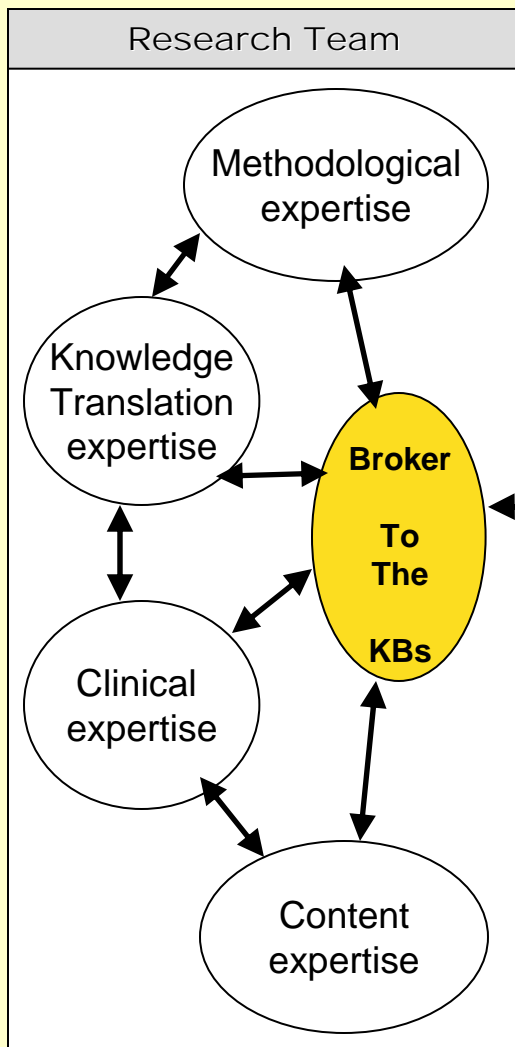 Research Team
Methodological
expertise
Knowledge
Translation
expertise
Broker
To
The
KBs
Clinical
expertise
Content
expertise